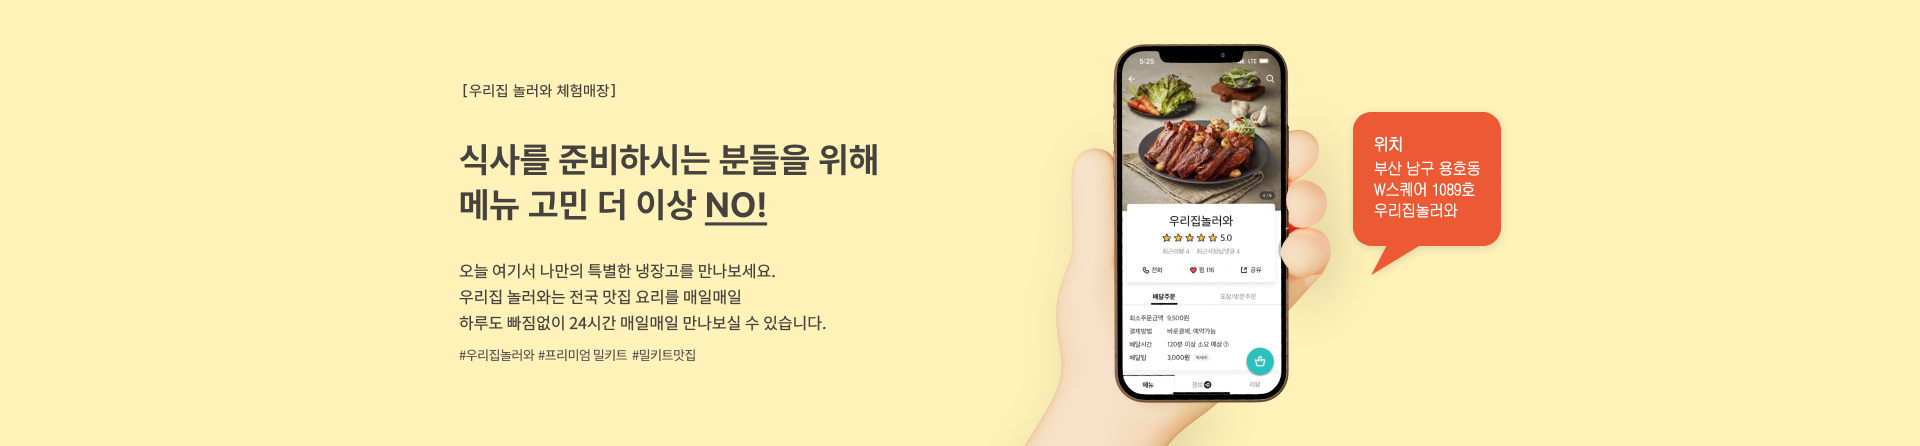 [우리집 놀러와 체험매장]
식사를 준비하시는 분들을 위해
메뉴 고민 더 이상 NO!
오늘 여기서 나만의 특별한 냉장고를 만나보세요.
우리집 놀러와는 전국 맛집 요리를 매일매일
하루도 빠짐없이 24시간 매일매일 만나보실 수 있습니다.
#우리집놀러와 #프리미엄 밀키트 #밀키트맛집
5:25 LTE
우리집놀러와
5.0
최근리뷰 4 최근사장님댓글 4
전화 찜 116 공유
배달주문 포장/방문주문
최소주문금액 9,500원
결제방법 바로결제, 예약가능
배달시간 120분 이상 소요 예상
배달팁 3,000원 자세히
메뉴 정보 리뷰
위치
부산 남구 용호동
W스퀘어 1089호
우리집놀러와